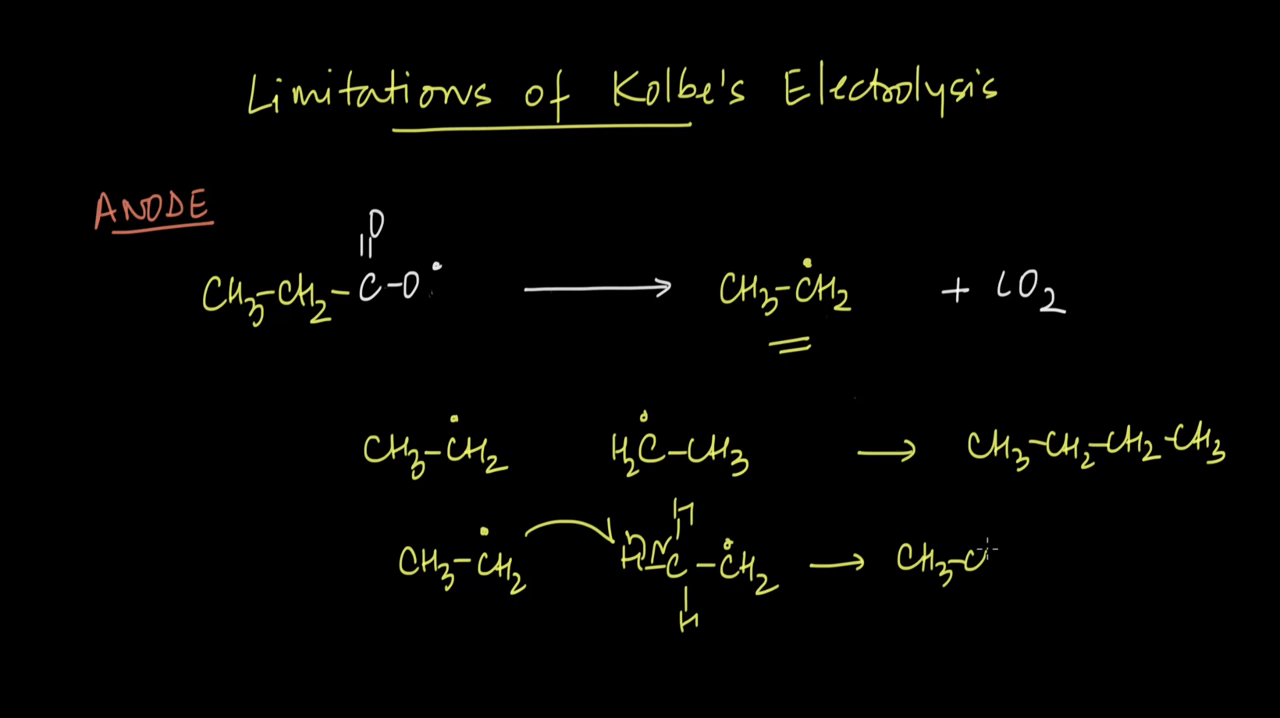 Limitations of Kolbe's Electrolysis
ANODE
O
||
CH3-CH2-C-O• ⟶ CH3-ĊH2 + CO2
CH3-ĊH2 H2Ċ-CH3 → CH3-CH2-CH2-CH3
H
CH3-ĊH2 H-C-ĊH2 → CH3-C
|
H